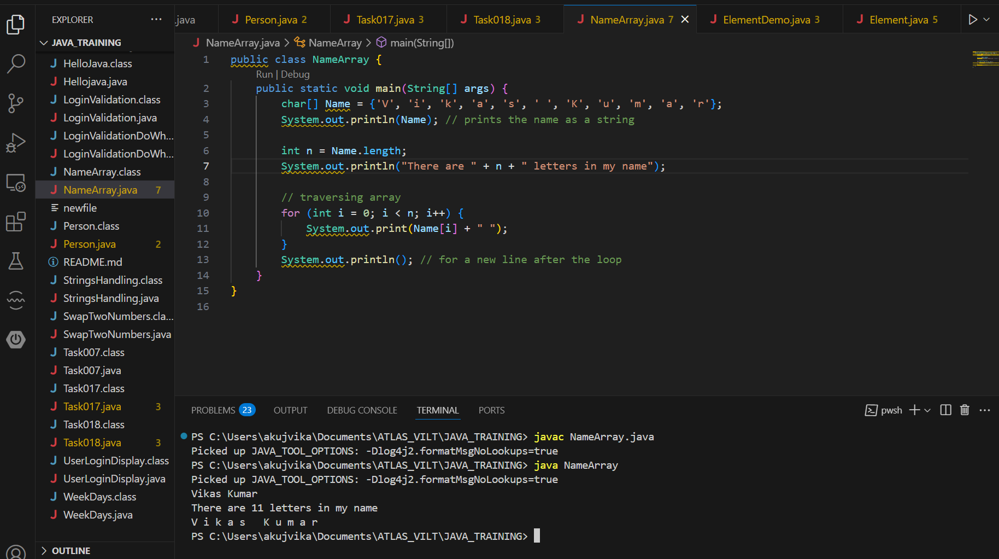 EXPLORER
JAVA_TRAINING
HelloJava.class
Hellojava.java
LoginValidation.class
LoginValidation.java
LoginValidationDoWh...
LoginValidationDoWh...
NameArray.class
NameArray.java 7
newfile
Person.class
Person.java 2
README.md
StringsHandling.class
StringsHandling.java
SwapTwoNumbers.cla...
SwapTwoNumbers.java
Task007.class
Task007.java
Task017.class
Task017.java 3
Task018.class
Task018.java 3
UserLoginDisplay.class
UserLoginDisplay.java
WeekDays.class
WeekDays.java
OUTLINE
.java Person.java 2 Task017.java 3 Task018.java 3 NameArray.java 7 ElementDemo.java 3 Element.java 5
NameArray.java > NameArray > main(String[])
1 public class NameArray {
Run | Debug
2 public static void main(String[] args) {
3 char[] Name = {'V', 'i', 'k', 'a', 's', ' ', 'K', 'u', 'm', 'a', 'r'};
4 System.out.println(Name); // prints the name as a string
5
6 int n = Name.length;
7 System.out.println("There are " + n + " letters in my name");
8
9 // traversing array
10 for (int i = 0; i < n; i++) {
11 System.out.print(Name[i] + " ");
12 }
13 System.out.println(); // for a new line after the loop
14 }
15 }
16
PROBLEMS 23 OUTPUT DEBUG CONSOLE TERMINAL PORTS pwsh
PS C:\Users\akujvika\Documents\ATLAS_VILT\JAVA_TRAINING> javac NameArray.java
Picked up JAVA_TOOL_OPTIONS: -Dlog4j2.formatMsgNoLookups=true
PS C:\Users\akujvika\Documents\ATLAS_VILT\JAVA_TRAINING> java NameArray
Picked up JAVA_TOOL_OPTIONS: -Dlog4j2.formatMsgNoLookups=true
Vikas Kumar
There are 11 letters in my name
V i k a s   K u m a r
PS C:\Users\akujvika\Documents\ATLAS_VILT\JAVA_TRAINING>